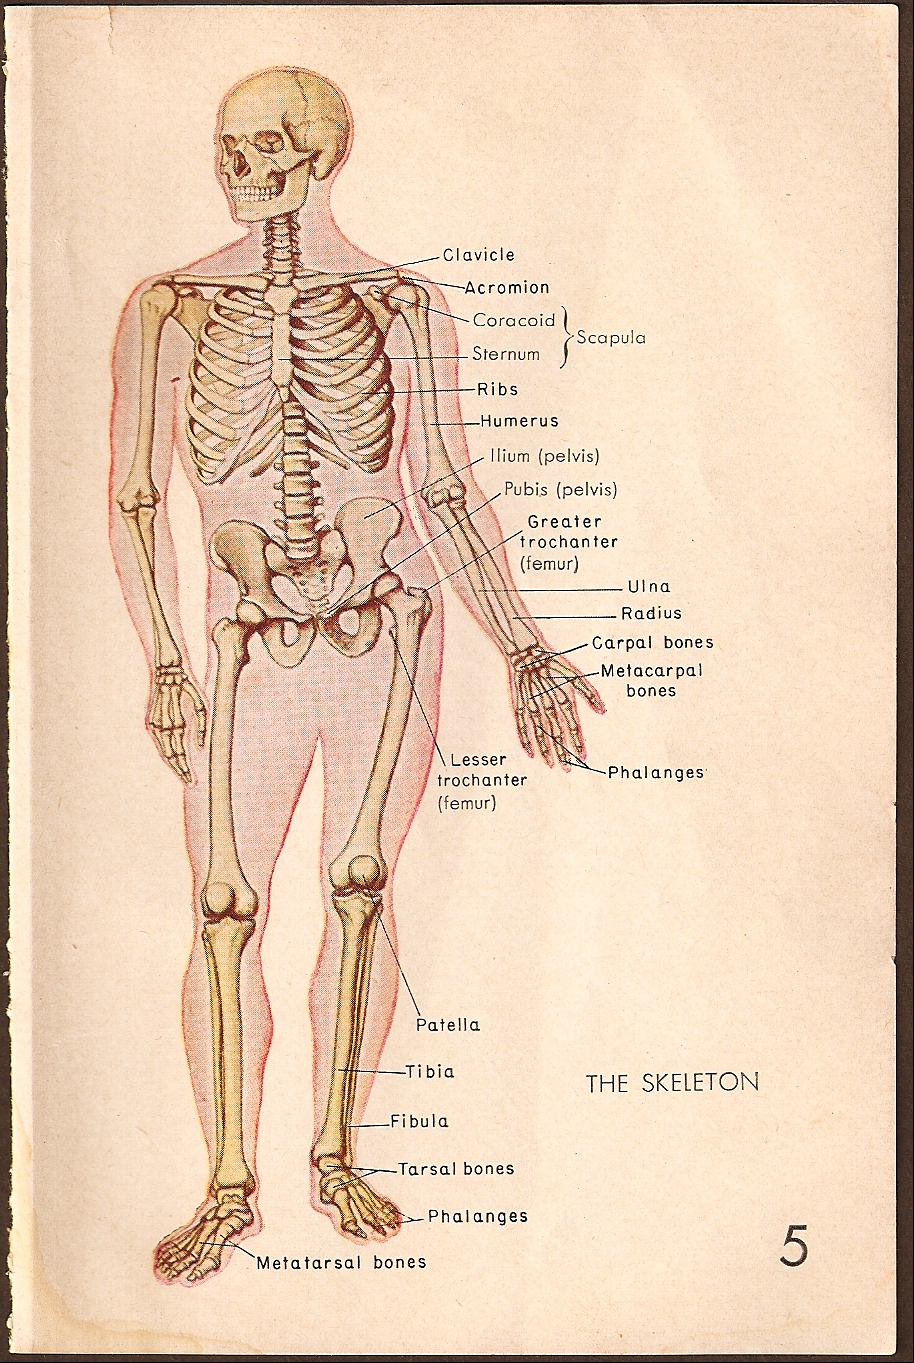 Clavicle
Acromion
Coracoid
Scapula
Sternum
Ribs
Humerus
Ilium (pelvis)
Pubis (pelvis)
Greater
trochanter
(femur)
Ulna
Radius
Carpal bones
Metacarpal
bones
Lesser
trochanter
(femur)
Phalanges
Patella
Tibia
THE SKELETON
Fibula
Tarsal bones
Phalanges
Metatarsal bones
5